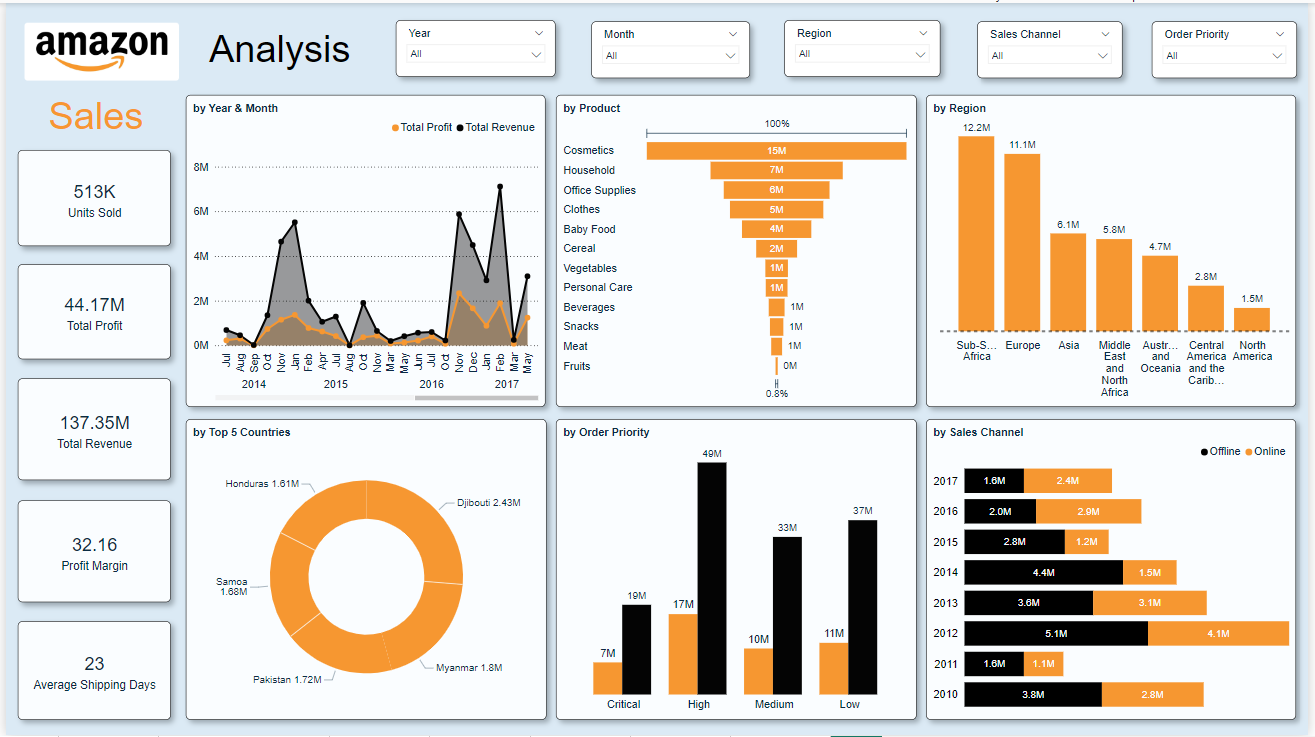 amazon
Analysis
Sales
Year
All
Month
All
Region
All
Sales Channel
All
Order Priority
All
513K
Units Sold
44.17M
Total Profit
137.35M
Total Revenue
32.16
Profit Margin
23
Average Shipping Days
by Year & Month
Total Profit Total Revenue
8M
6M
4M
2M
0M
Jul Aug Sep Oct Nov Jan Feb Apr Jul Aug Oct Nov Mar May Jun Jul Oct Nov Dec Jan Feb Mar May
2014 2015 2016 2017
by Product
100%
Cosmetics 15M
Household 7M
Office Supplies 6M
Clothes 5M
Baby Food 4M
Cereal 2M
Vegetables 1M
Personal Care 1M
Beverages 1M
Snacks 1M
Meat 1M
Fruits 0M
0.8%
by Region
12.2M
11.1M
6.1M
5.8M
4.7M
2.8M
1.5M
Sub-S...
Africa
Europe
Asia
Middle
East
and
North
Africa
Austr...
and
Oceania
Central
America
and the
Carib...
North
America
by Top 5 Countries
Honduras 1.61M
Djibouti 2.43M
Samoa
1.68M
Myanmar 1.8M
Pakistan 1.72M
by Order Priority
7M 19M
17M 49M
10M 33M
11M 37M
Critical High Medium Low
by Sales Channel
Offline Online
2017 1.6M 2.4M
2016 2.0M 2.9M
2015 2.8M 1.2M
2014 4.4M 1.5M
2013 3.6M 3.1M
2012 5.1M 4.1M
2011 1.6M 1.1M
2010 3.8M 2.8M